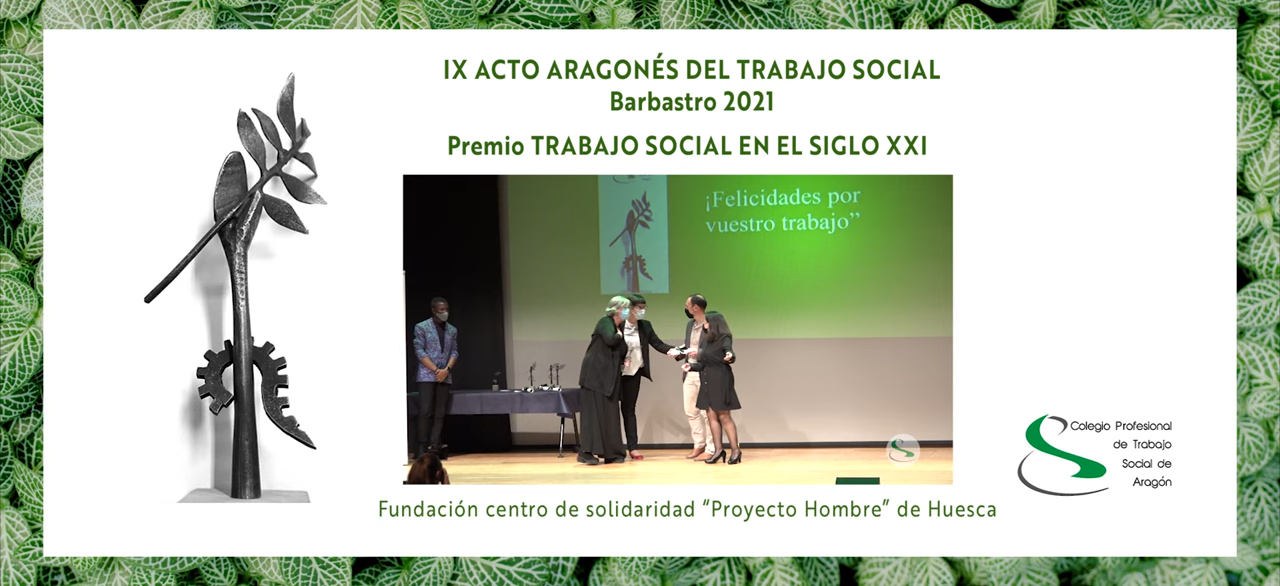 IX ACTO ARAGONÉS DEL TRABAJO SOCIAL
Barbastro 2021
Premio TRABAJO SOCIAL EN EL SIGLO XXI
¡Felicidades por
vuestro trabajo”
Colegio Profesional
de Trabajo
Social de
Aragón
Fundación centro de solidaridad “Proyecto Hombre” de Huesca